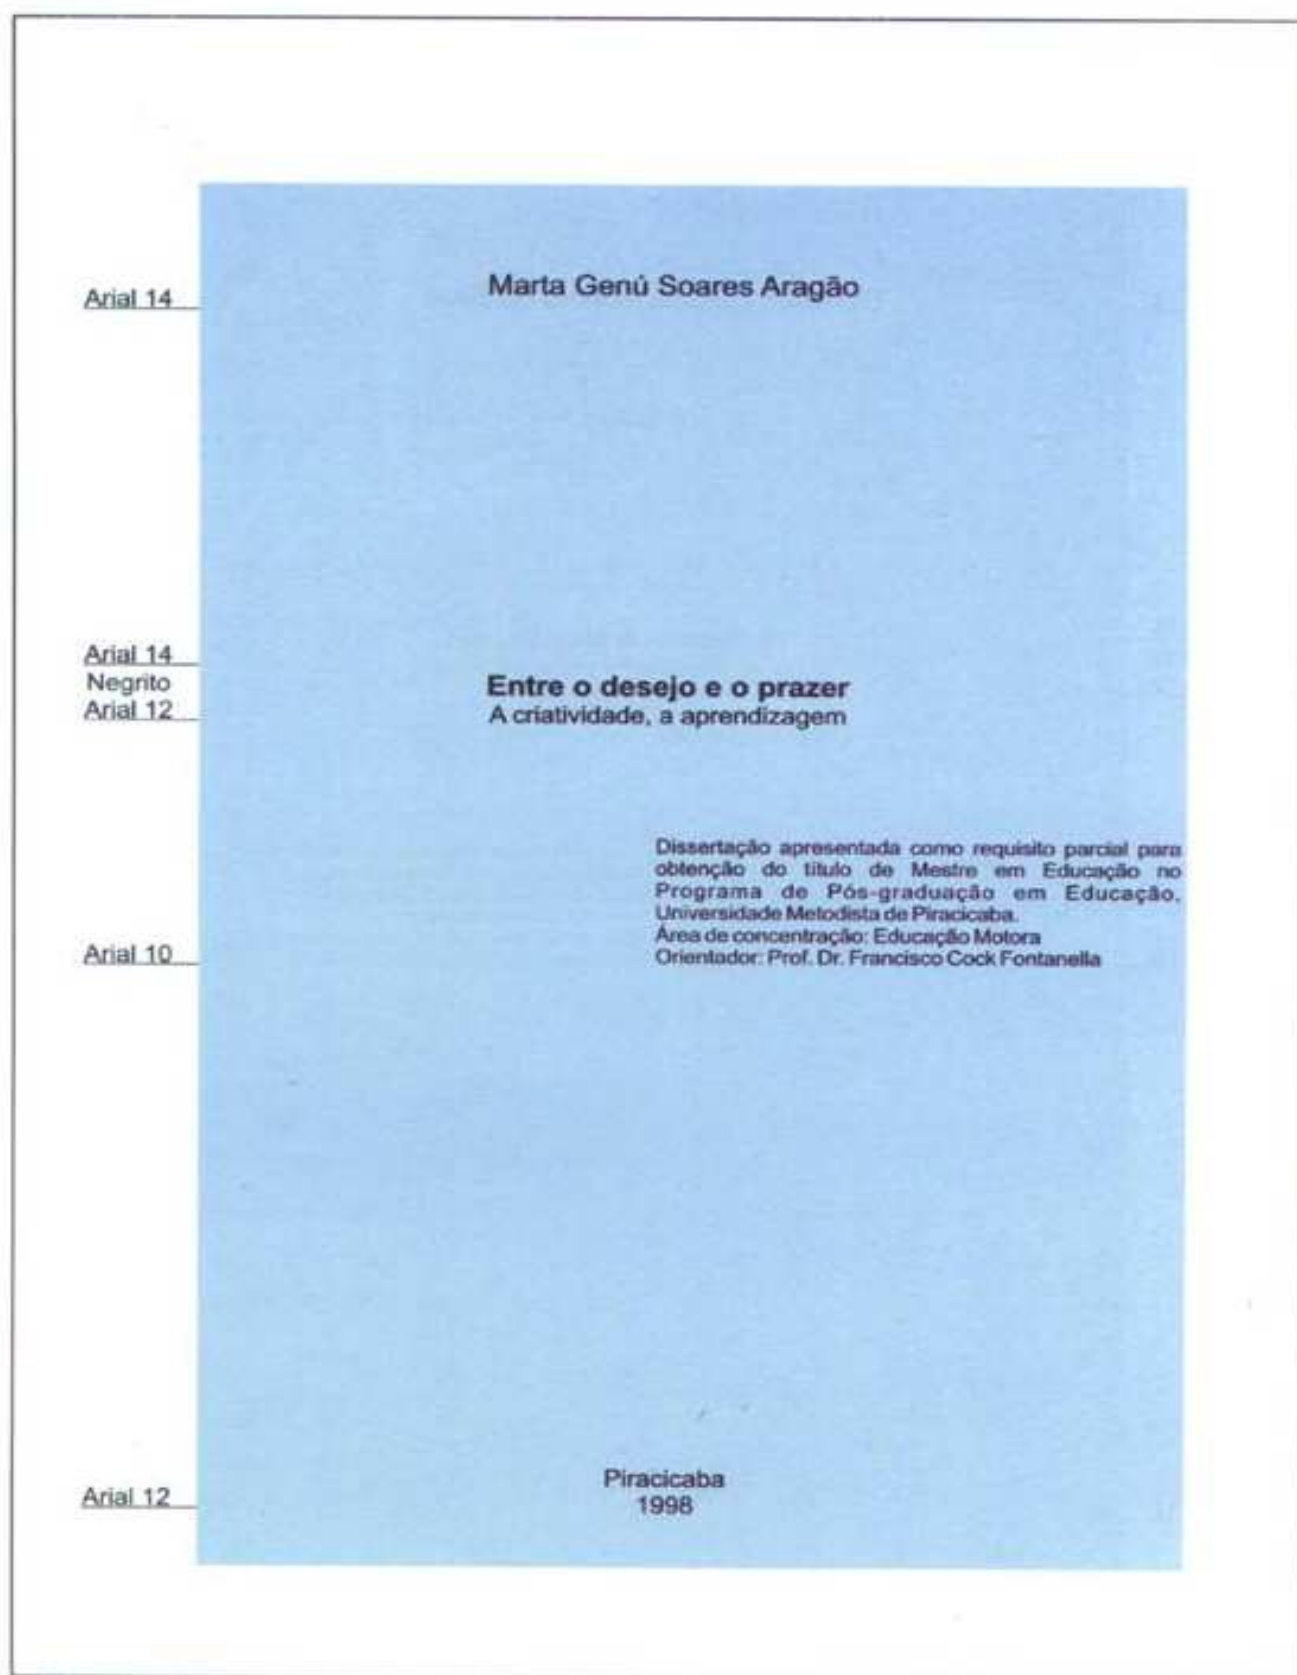 Arial 14
Marta Genú Soares Aragão
Arial 14
Negrito
Arial 12
Entre o desejo e o prazer
A criatividade, a aprendizagem
Dissertação apresentada como requisito parcial para
obtenção do título de Mestre em Educação no
Programa de Pós-graduação em Educação,
Universidade Metodista de Piracicaba.
Área de concentração: Educação Motora
Orientador: Prof. Dr. Francisco Cock Fontanella
Arial 10
Piracicaba
1998
Arial 12